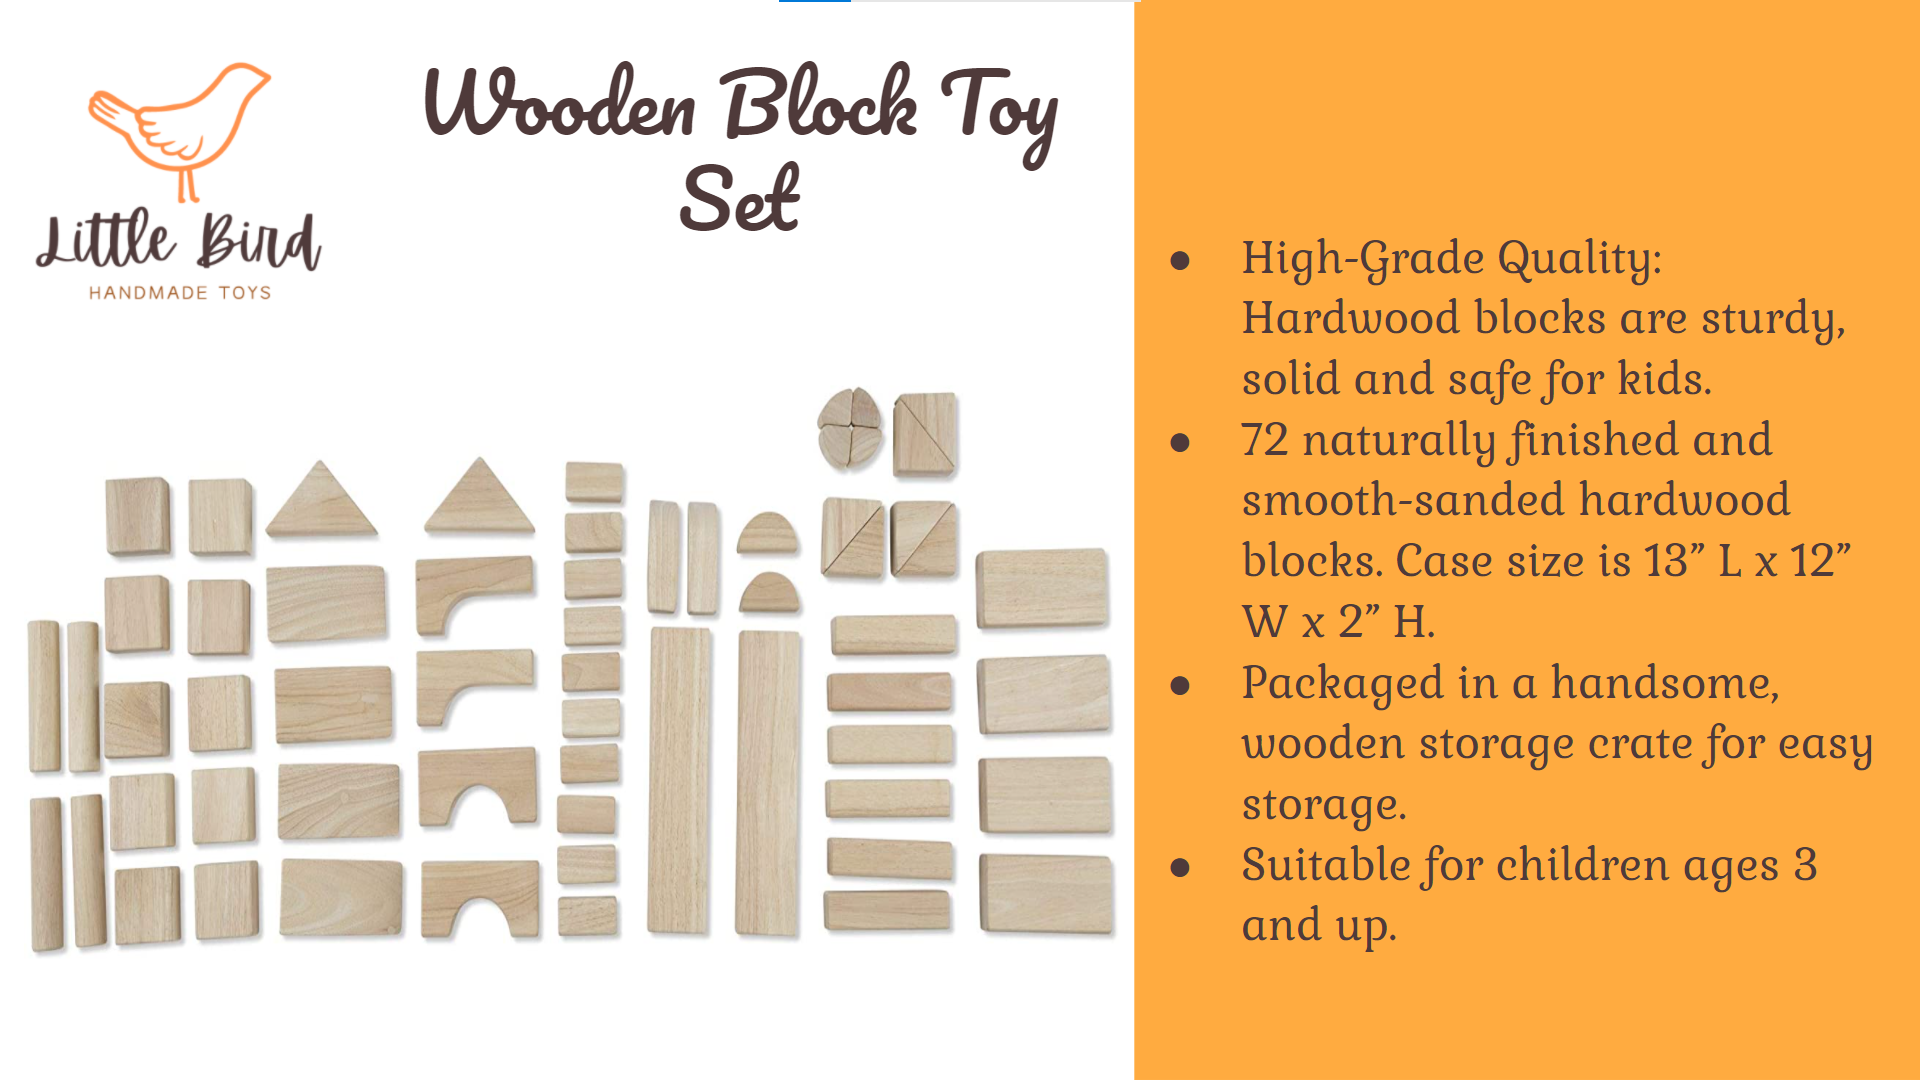 Wooden Block Toy
Set
Little Bird
HANDMADE TOYS
● High-Grade Quality:
Hardwood blocks are sturdy,
solid and safe for kids.
● 72 naturally finished and
smooth-sanded hardwood
blocks. Case size is 13” L x 12”
W x 2” H.
● Packaged in a handsome,
wooden storage crate for easy
storage.
● Suitable for children ages 3
and up.